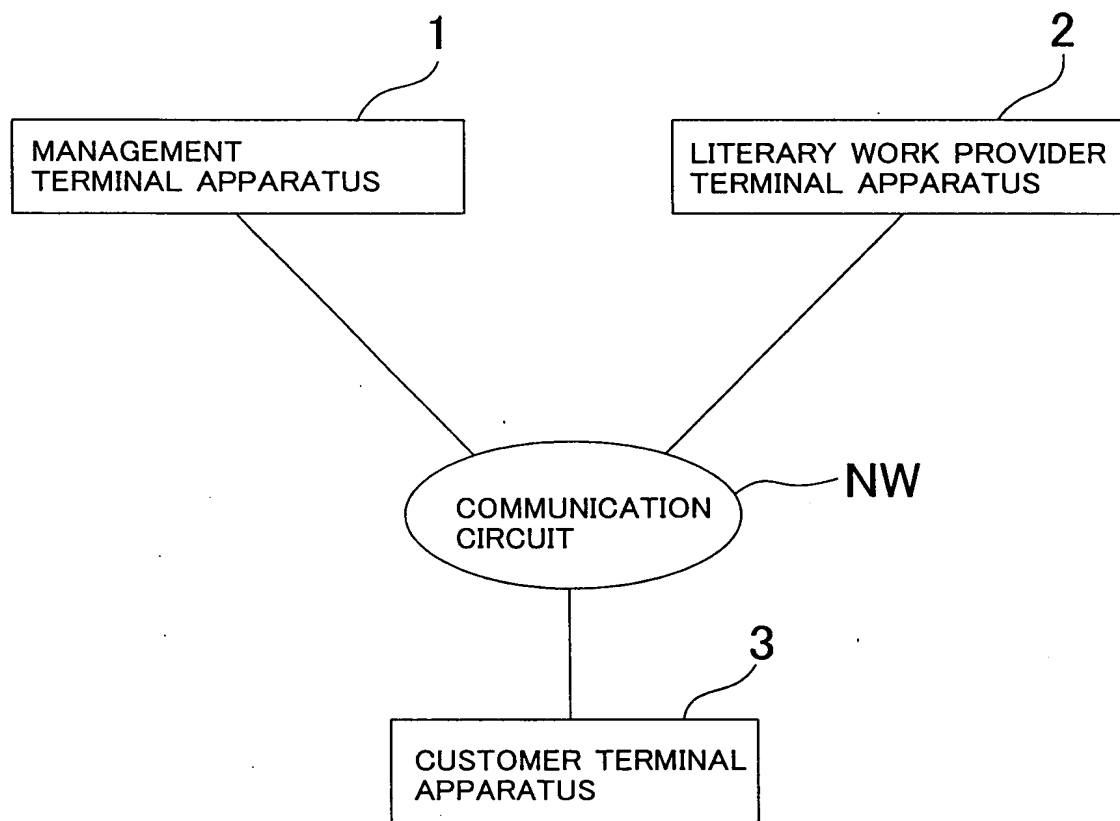 1
2
MANAGEMENT
TERMINAL APPARATUS
LITERARY WORK PROVIDER
TERMINAL APPARATUS
COMMUNICATION
CIRCUIT
NW
3
CUSTOMER TERMINAL
APPARATUS